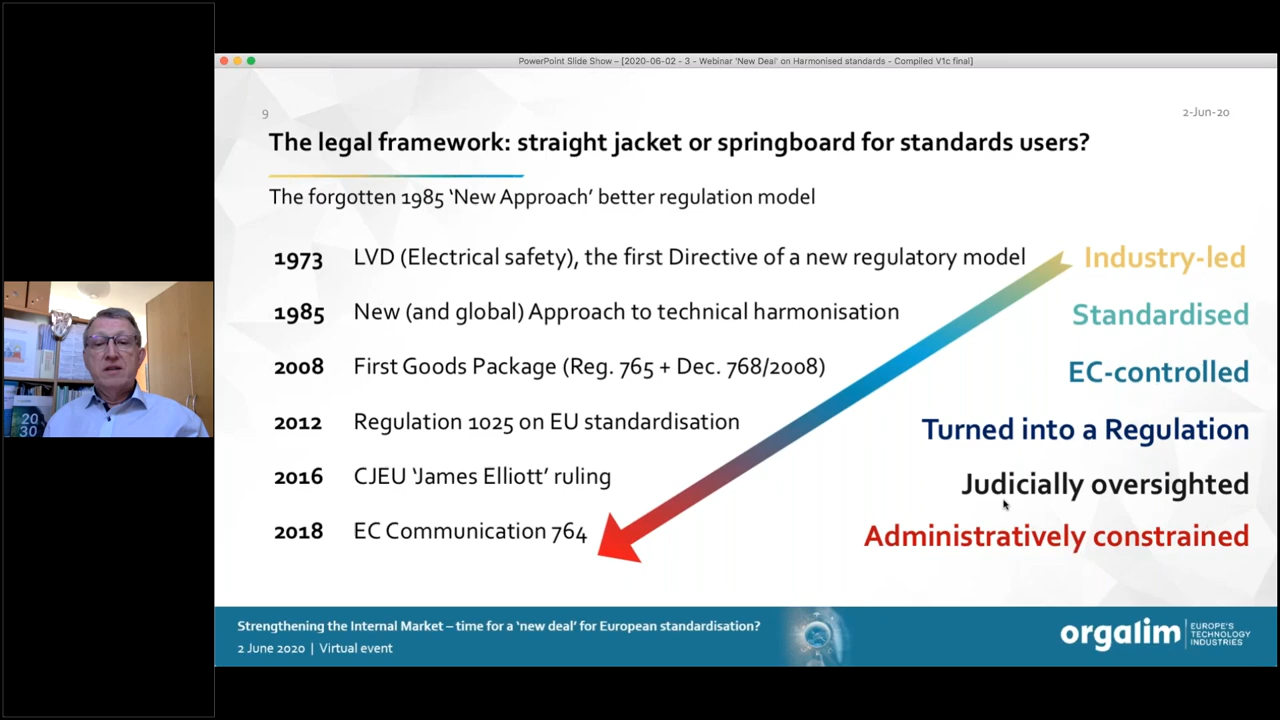 PowerPoint Slide Show – [2020-06-02 - 3 - Webinar 'New Deal' on Harmonised standards - Compiled V1c final]
9
2-Jun-20
The legal framework: straight jacket or springboard for standards users?
The forgotten 1985 ‘New Approach’ better regulation model
1973 LVD (Electrical safety), the first Directive of a new regulatory model Industry-led
1985 New (and global) Approach to technical harmonisation Standardised
2008 First Goods Package (Reg. 765 + Dec. 768/2008) EC-controlled
2012 Regulation 1025 on EU standardisation Turned into a Regulation
2016 CJEU ‘James Elliott’ ruling Judicially oversighted
2018 EC Communication 764 Administratively constrained
Strengthening the Internal Market – time for a ‘new deal’ for European standardisation?
2 June 2020 | Virtual event
orgalim
EUROPE'S
TECHNOLOGY
INDUSTRIES
20
30